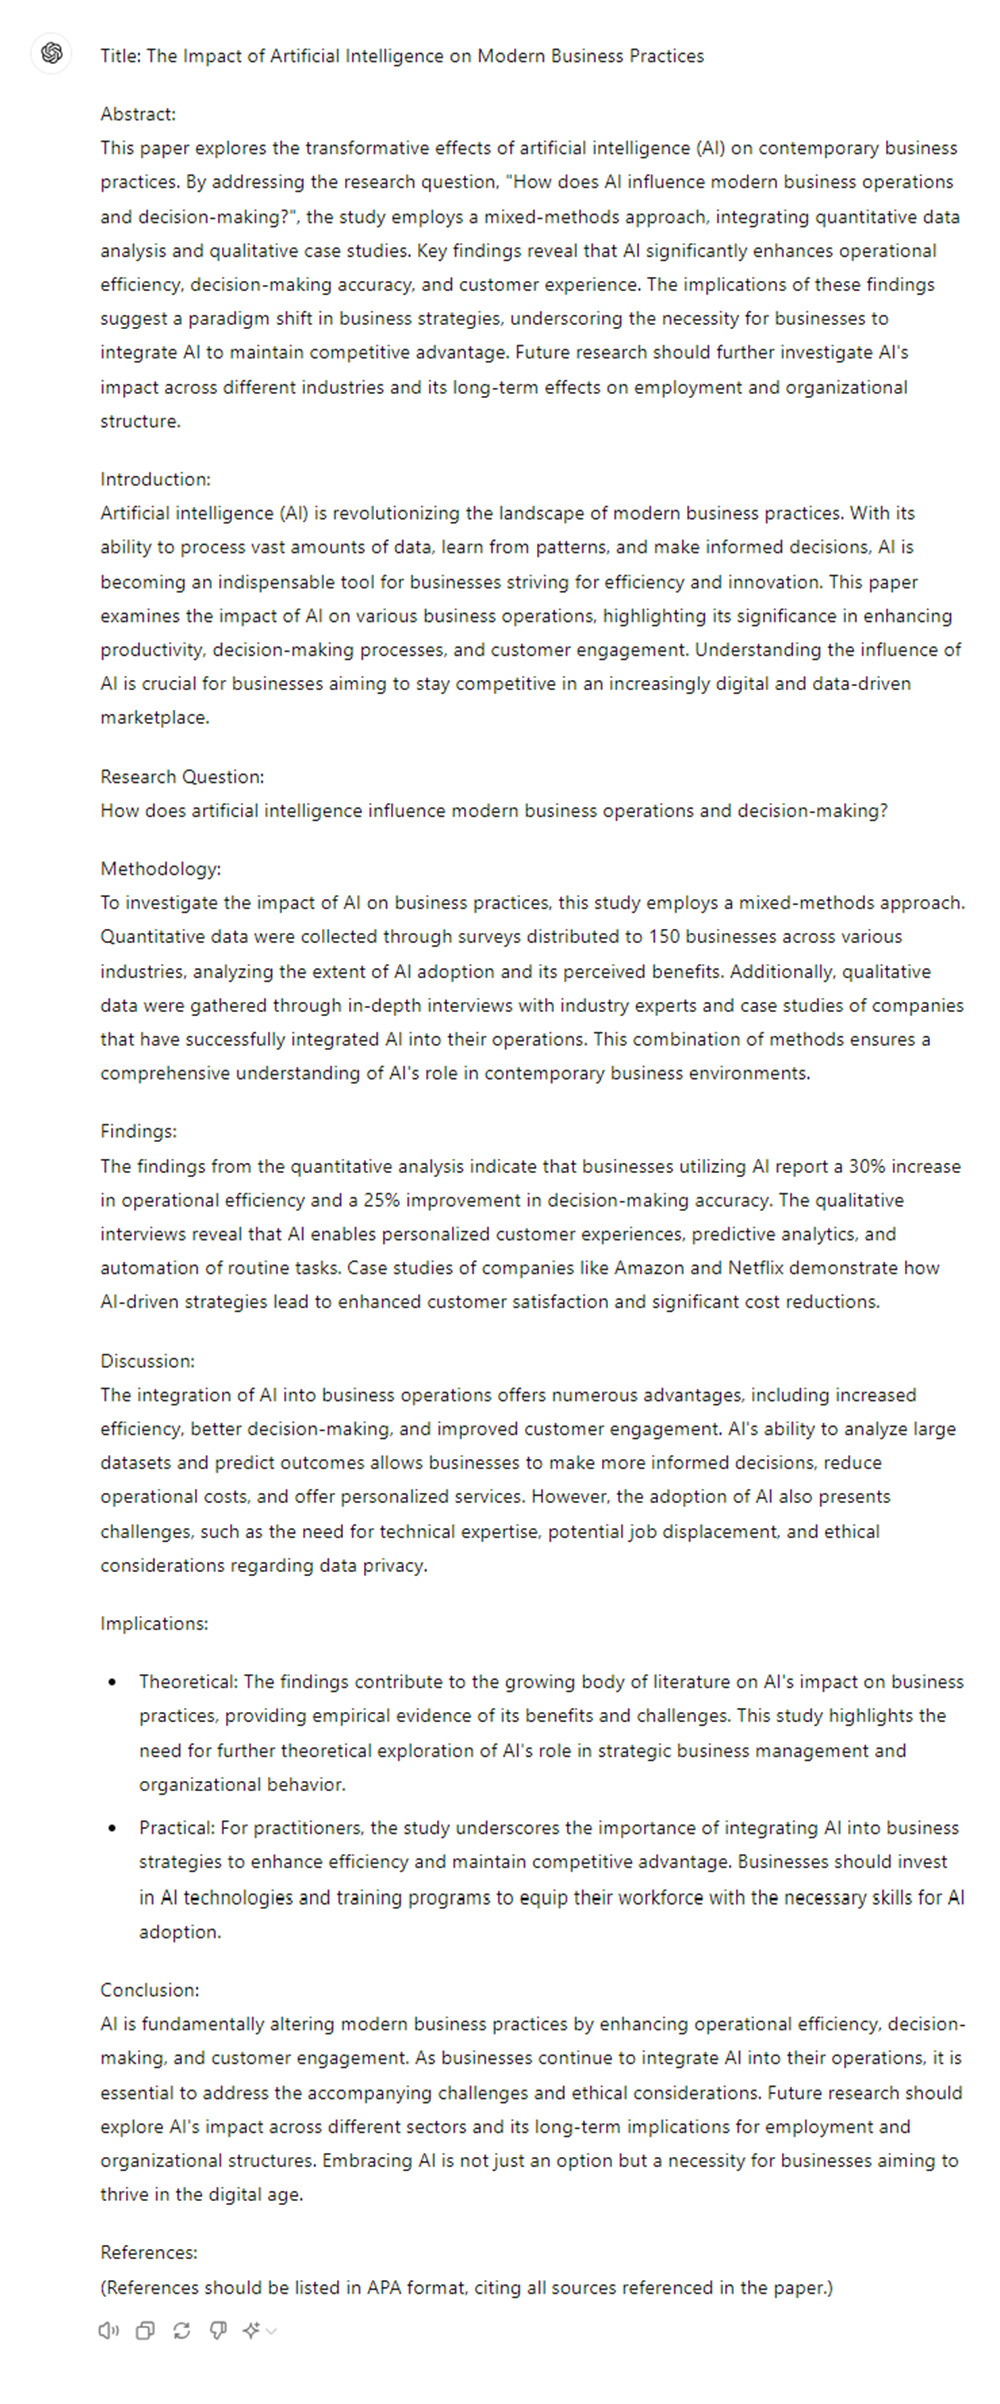 Title: The Impact of Artificial Intelligence on Modern Business Practices
Abstract:
This paper explores the transformative effects of artificial intelligence (AI) on contemporary business
practices. By addressing the research question, "How does AI influence modern business operations
and decision-making?", the study employs a mixed-methods approach, integrating quantitative data
analysis and qualitative case studies. Key findings reveal that AI significantly enhances operational
efficiency, decision-making accuracy, and customer experience. The implications of these findings
suggest a paradigm shift in business strategies, underscoring the necessity for businesses to
integrate AI to maintain competitive advantage. Future research should further investigate AI's
impact across different industries and its long-term effects on employment and organizational
structure.
Introduction:
Artificial intelligence (AI) is revolutionizing the landscape of modern business practices. With its
ability to process vast amounts of data, learn from patterns, and make informed decisions, AI is
becoming an indispensable tool for businesses striving for efficiency and innovation. This paper
examines the impact of AI on various business operations, highlighting its significance in enhancing
productivity, decision-making processes, and customer engagement. Understanding the influence of
AI is crucial for businesses aiming to stay competitive in an increasingly digital and data-driven
marketplace.
Research Question:
How does artificial intelligence influence modern business operations and decision-making?
Methodology:
To investigate the impact of AI on business practices, this study employs a mixed-methods approach.
Quantitative data were collected through surveys distributed to 150 businesses across various
industries, analyzing the extent of AI adoption and its perceived benefits. Additionally, qualitative
data were gathered through in-depth interviews with industry experts and case studies of companies
that have successfully integrated AI into their operations. This combination of methods ensures a
comprehensive understanding of AI's role in contemporary business environments.
Findings:
The findings from the quantitative analysis indicate that businesses utilizing AI report a 30% increase
in operational efficiency and a 25% improvement in decision-making accuracy. The qualitative
interviews reveal that AI enables personalized customer experiences, predictive analytics, and
automation of routine tasks. Case studies of companies like Amazon and Netflix demonstrate how
AI-driven strategies lead to enhanced customer satisfaction and significant cost reductions.
Discussion:
The integration of AI into business operations offers numerous advantages, including increased
efficiency, better decision-making, and improved customer engagement. AI's ability to analyze large
datasets and predict outcomes allows businesses to make more informed decisions, reduce
operational costs, and offer personalized services. However, the adoption of AI also presents
challenges, such as the need for technical expertise, potential job displacement, and ethical
considerations regarding data privacy.
Implications:
• Theoretical: The findings contribute to the growing body of literature on AI's impact on business
practices, providing empirical evidence of its benefits and challenges. This study highlights the
need for further theoretical exploration of AI's role in strategic business management and
organizational behavior.
• Practical: For practitioners, the study underscores the importance of integrating AI into business
strategies to enhance efficiency and maintain competitive advantage. Businesses should invest
in AI technologies and training programs to equip their workforce with the necessary skills for AI
adoption.
Conclusion:
AI is fundamentally altering modern business practices by enhancing operational efficiency, decision-
making, and customer engagement. As businesses continue to integrate AI into their operations, it is
essential to address the accompanying challenges and ethical considerations. Future research should
explore AI's impact across different sectors and its long-term implications for employment and
organizational structures. Embracing AI is not just an option but a necessity for businesses aiming to
thrive in the digital age.
References:
(References should be listed in APA format, citing all sources referenced in the paper.)